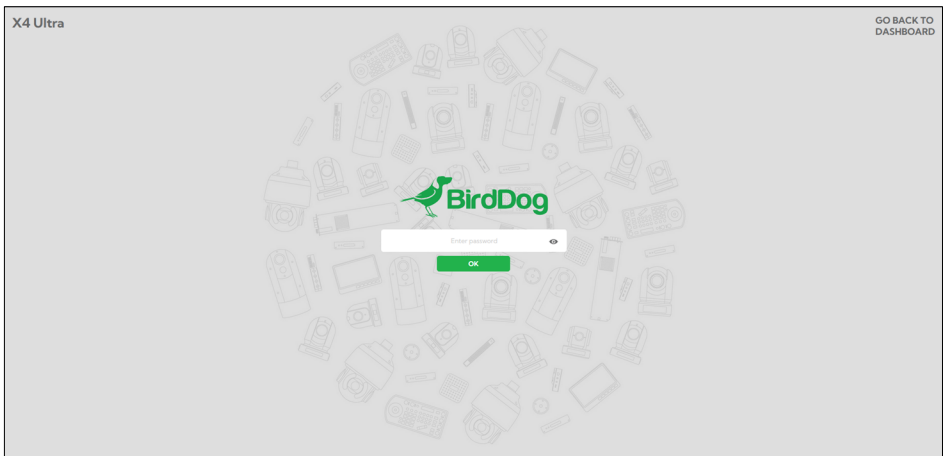 X4 Ultra
GO BACK TO
DASHBOARD
BirdDog
Enter password
OK